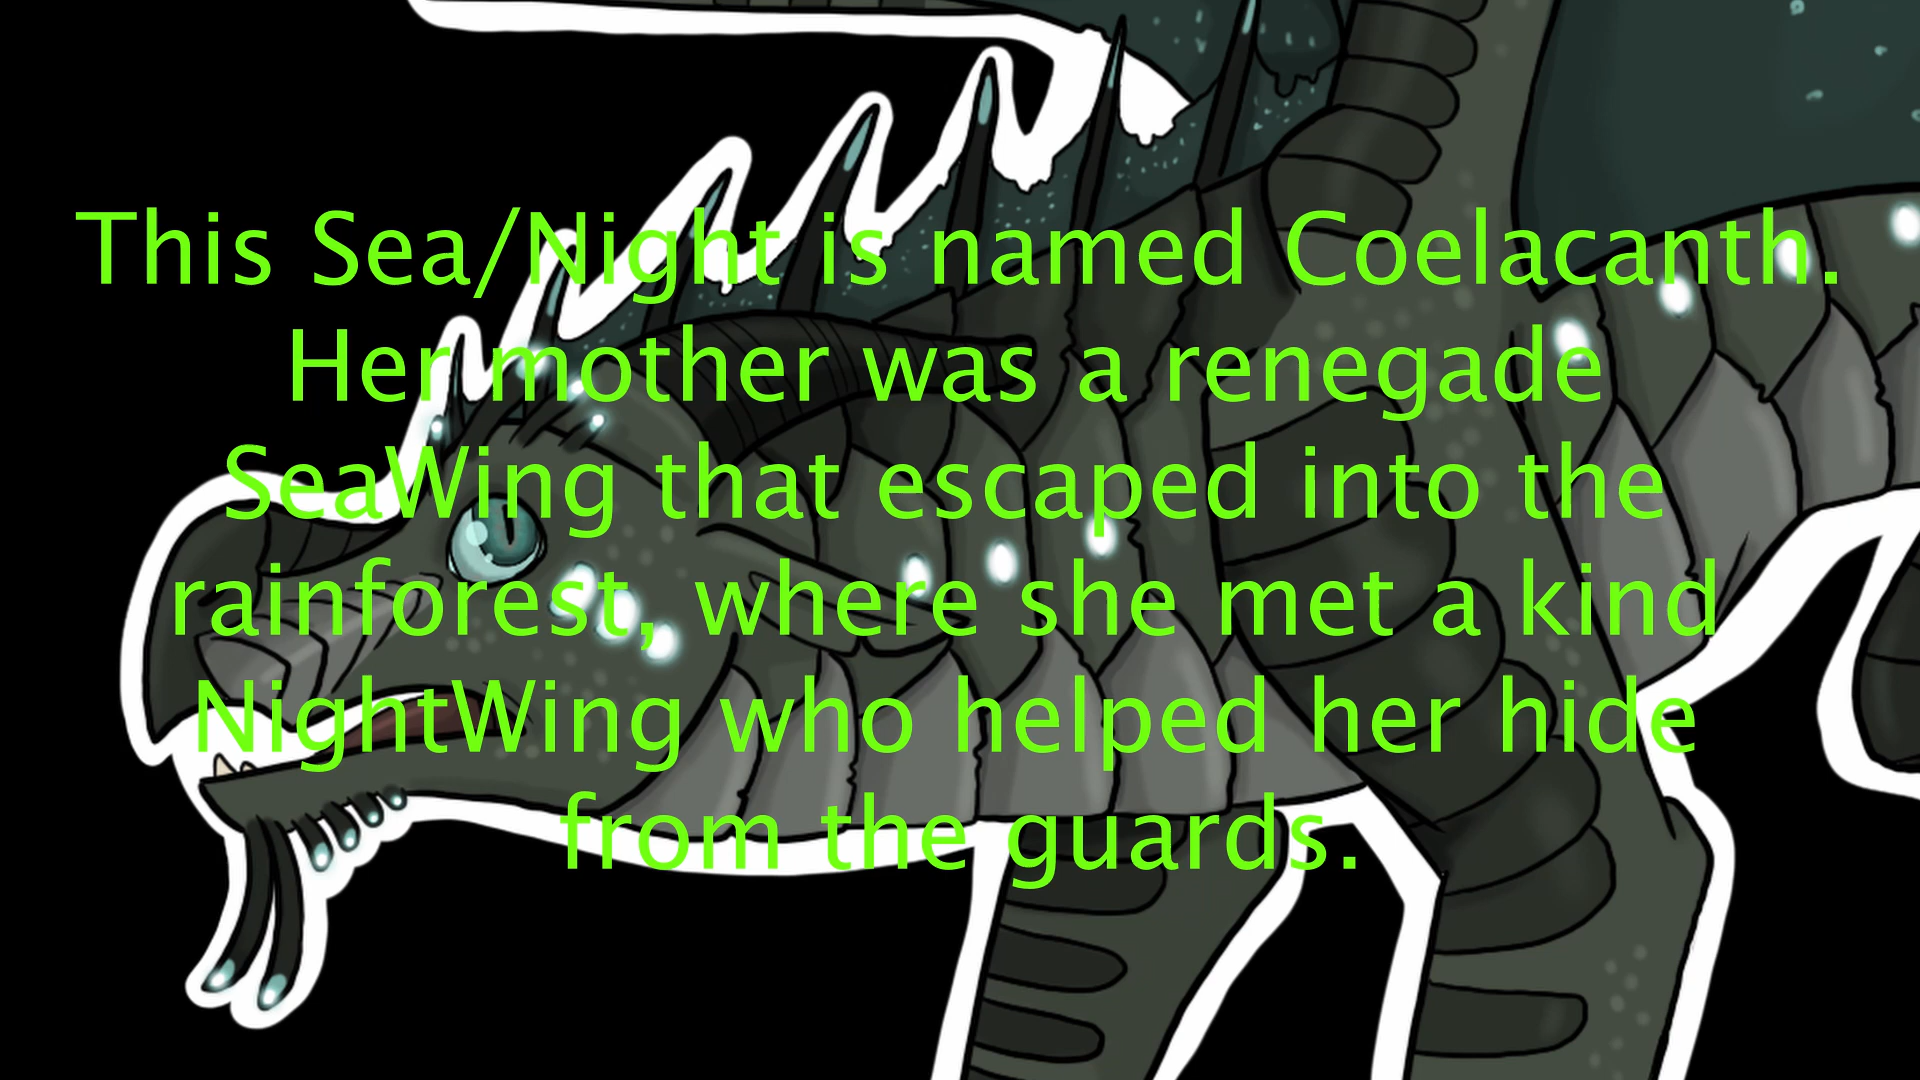 This Sea/Night is named Coelacanth.
Her mother was a renegade
SeaWing that escaped into the
rainforest, where she met a kind
NightWing who helped her hide
from the guards.